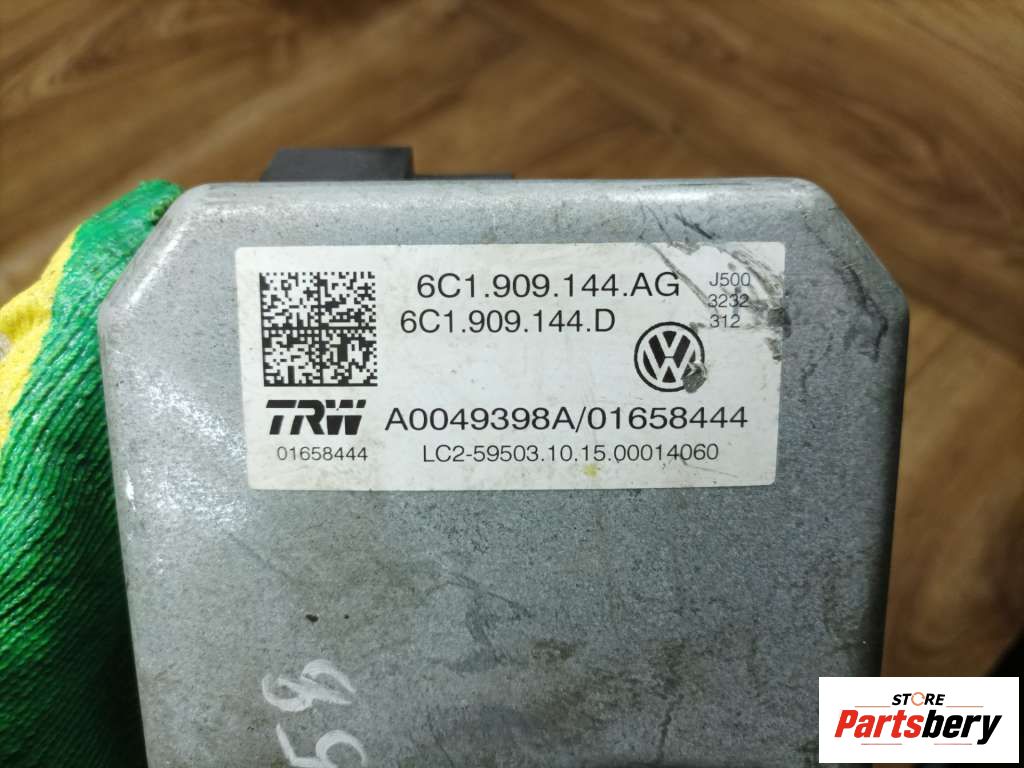 6C1.909.144.AG
J500
6C1.909.144.D
3232
312
TRW
A0049398A/01658444
01658444
LC2-59503.10.15.00014060
58
STORE
Partsbery